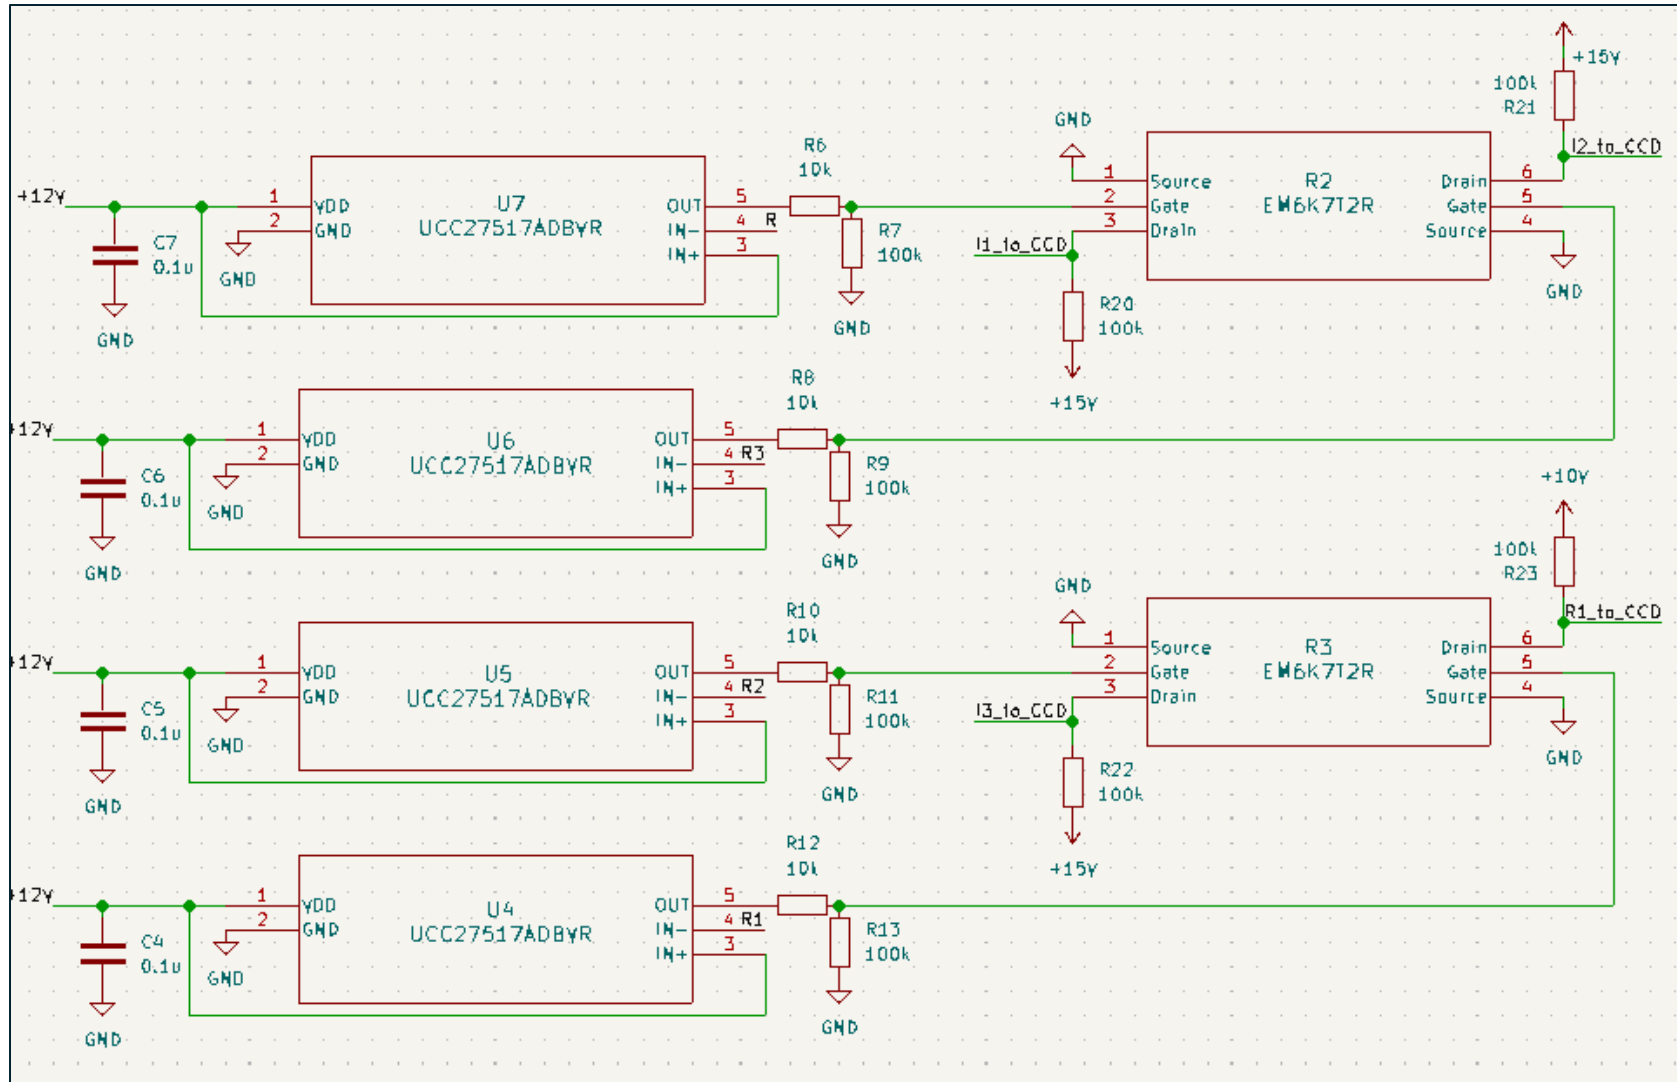 +15V
100k
R21
I2_to_CCD
GND
R6
10k
+12V
1
2
VDD
GND
U7
UCC27517ADBVR
OUT
IN-
IN+
5
4
3
R
C7
0.1u
GND
GND
R7
100k
GND
1
2
3
Source
Gate
Drain
R2
EM6K7T2R
Drain
Gate
Source
6
5
4
GND
I1_to_CCD
R20
100k
+15V
R8
10k
+12V
1
2
VDD
GND
U6
UCC27517ADBVR
OUT
IN-
IN+
5
4
3
R3
C6
0.1u
GND
GND
R9
100k
GND
+10V
100k
R23
R1_to_CCD
GND
R10
10k
+12V
1
2
VDD
GND
U5
UCC27517ADBVR
OUT
IN-
IN+
5
4
3
R2
C5
0.1u
GND
GND
R11
100k
GND
1
2
3
Source
Gate
Drain
R3
EM6K7T2R
Drain
Gate
Source
6
5
4
GND
I3_to_CCD
R22
100k
+15V
R12
10k
+12V
1
2
VDD
GND
U4
UCC27517ADBVR
OUT
IN-
IN+
5
4
3
R1
C4
0.1u
GND
GND
R13
100k
GND